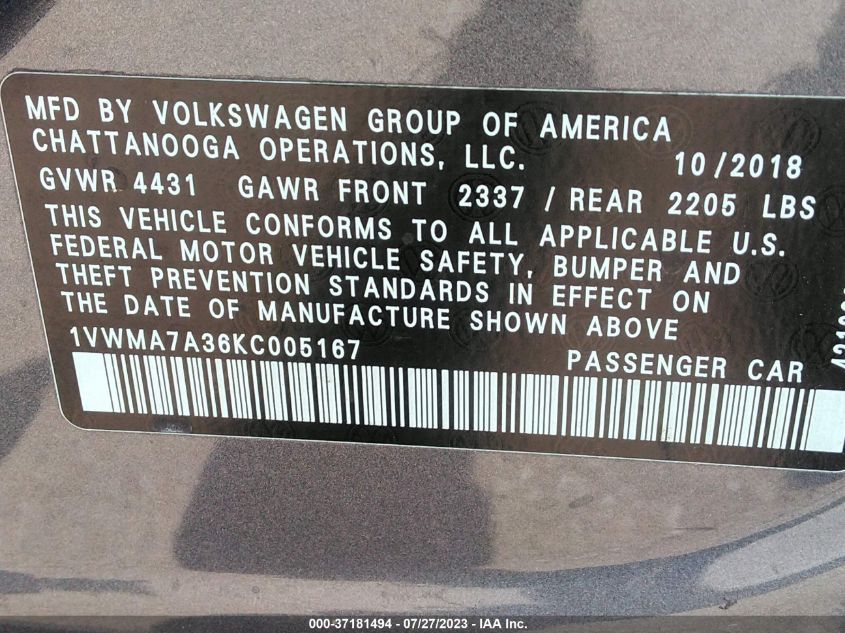 MFD BY VOLKSWAGEN GROUP OF AMERICA
CHATTANOOGA OPERATIONS, LLC. 10/2018
GVWR 4431 GAWR FRONT 2337 / REAR 2205 LBS
THIS VEHICLE CONFORMS TO ALL APPLICABLE U.S.
FEDERAL MOTOR VEHICLE SAFETY, BUMPER AND
THEFT PREVENTION STANDARDS IN EFFECT ON
THE DATE OF MANUFACTURE SHOWN ABOVE
1VWMA7A36KC005167 PASSENGER CAR
000-37181494 - 07/27/2023 - IAA Inc.